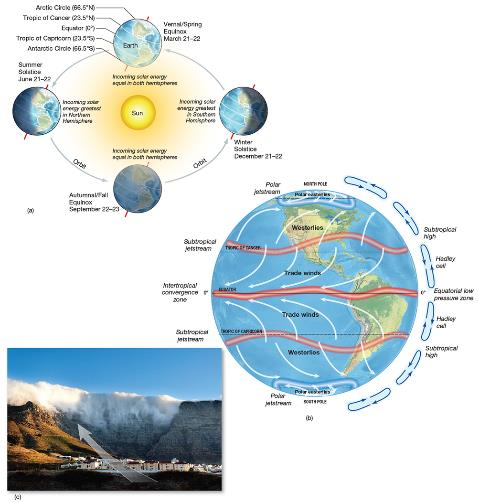 Arctic Circle (66.5°N)
Tropic of Cancer (23.5°N)
Equator (0°)
Tropic of Capricorn (23.5°S)
Antarctic Circle (66.5°S)
Earth
Vernal/Spring
Equinox
March 21–22
Summer
Solstice
June 21–22
Incoming solar energy
equal in both hemispheres
Incoming solar
energy greatest
in Northern
Hemisphere
Sun
Incoming solar
energy greatest
in Southern
Hemisphere
Winter
Solstice
December 21–22
Incoming solar energy
equal in both hemispheres
Orbit
Orbit
Autumnal/Fall
Equinox
September 22–23
(a)
Polar
jetstream
NORTH POLE
Polar easterlies
Westerlies
Subtropical
jetstream
TROPIC OF CANCER
Subtropical
high
Hadley
cell
Trade winds
Intertropical
convergence
zone
0°
EQUATOR
0°
Equatorial low
pressure zone
Trade winds
Hadley
cell
Subtropical
jetstream
TROPIC OF CAPRICORN
Westerlies
Subtropical
high
Polar
jetstream
Polar easterlies
SOUTH POLE
(b)
(c)